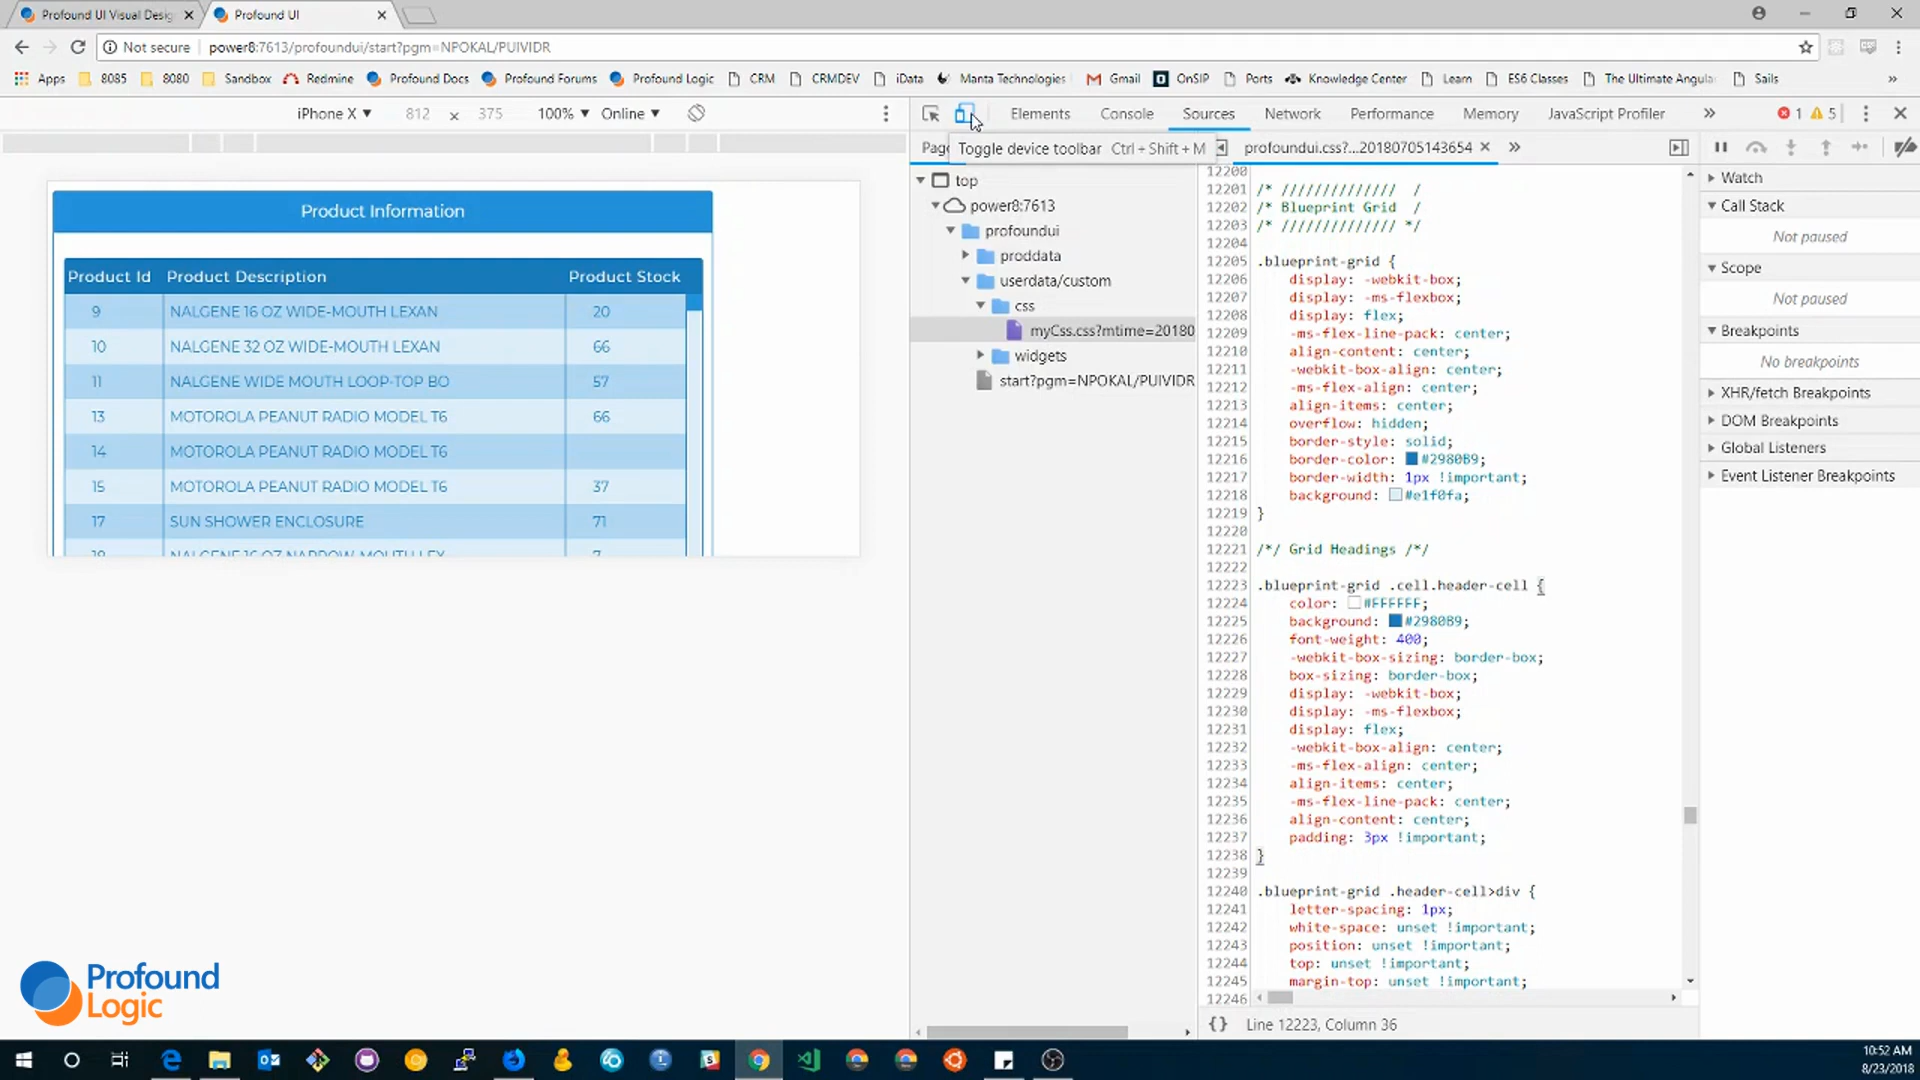 Profound UI Visual Desig
Profound UI
Not secure
power8:7613/profoundui/start?pgm=NPOKAL/PUIVIDR
Apps
8085
8080
Sandbox
Redmine
Profound Docs
Profound Forums
Profound Logic
CRM
CRMDEV
iData
Manta Technologies
Gmail
OnSIP
Ports
Knowledge Center
Learn
ES6 Classes
The Ultimate Angula
Sails
»
iPhone X ▼
812 × 375
100% ▼
Online ▼
Elements
Console
Sources
Network
Performance
Memory
JavaScript Profiler
»
1
5
Page
Toggle device toolbar Ctrl + Shift + M
profoundui.css?...20180705143654 ×
»
top
power8:7613
profoundui
proddata
userdata/custom
css
myCss.css?mtime=20180
widgets
start?pgm=NPOKAL/PUIVIDR
Product Information
Product Id Product Description Product Stock
9 NALGENE 16 OZ WIDE-MOUTH LEXAN 20
10 NALGENE 32 OZ WIDE-MOUTH LEXAN 66
11 NALGENE WIDE MOUTH LOOP-TOP BO 57
13 MOTOROLA PEANUT RADIO MODEL T6 66
14 MOTOROLA PEANUT RADIO MODEL T6
15 MOTOROLA PEANUT RADIO MODEL T6 37
17 SUN SHOWER ENCLOSURE 71
Profound
Logic
12200
12201 /* ////////////// /
12202 /* Blueprint Grid /
12203 /* ////////////// */
12204
12205 .blueprint-grid {
12206 display: -webkit-box;
12207 display: -ms-flexbox;
12208 display: flex;
12209 -ms-flex-line-pack: center;
12210 align-content: center;
12211 -webkit-box-align: center;
12212 -ms-flex-align: center;
12213 align-items: center;
12214 overflow: hidden;
12215 border-style: solid;
12216 border-color: #2980B9;
12217 border-width: 1px !important;
12218 background: #e1f0fa;
12219 }
12220
12221 /*/ Grid Headings /*/
12222
12223 .blueprint-grid .cell.header-cell {
12224 color: #FFFFFF;
12225 background: #2980B9;
12226 font-weight: 400;
12227 -webkit-box-sizing: border-box;
12228 box-sizing: border-box;
12229 display: -webkit-box;
12230 display: -ms-flexbox;
12231 display: flex;
12232 -webkit-box-align: center;
12233 -ms-flex-align: center;
12234 align-items: center;
12235 -ms-flex-line-pack: center;
12236 align-content: center;
12237 padding: 3px !important;
12238 }
12239
12240 .blueprint-grid .header-cell>div {
12241 letter-spacing: 1px;
12242 white-space: unset !important;
12243 position: unset !important;
12244 top: unset !important;
12245 margin-top: unset !important;
12246
{} Line 12223, Column 36
Watch
Call Stack
Not paused
Scope
Not paused
Breakpoints
No breakpoints
XHR/fetch Breakpoints
DOM Breakpoints
Global Listeners
Event Listener Breakpoints
10:52 AM
8/23/2018